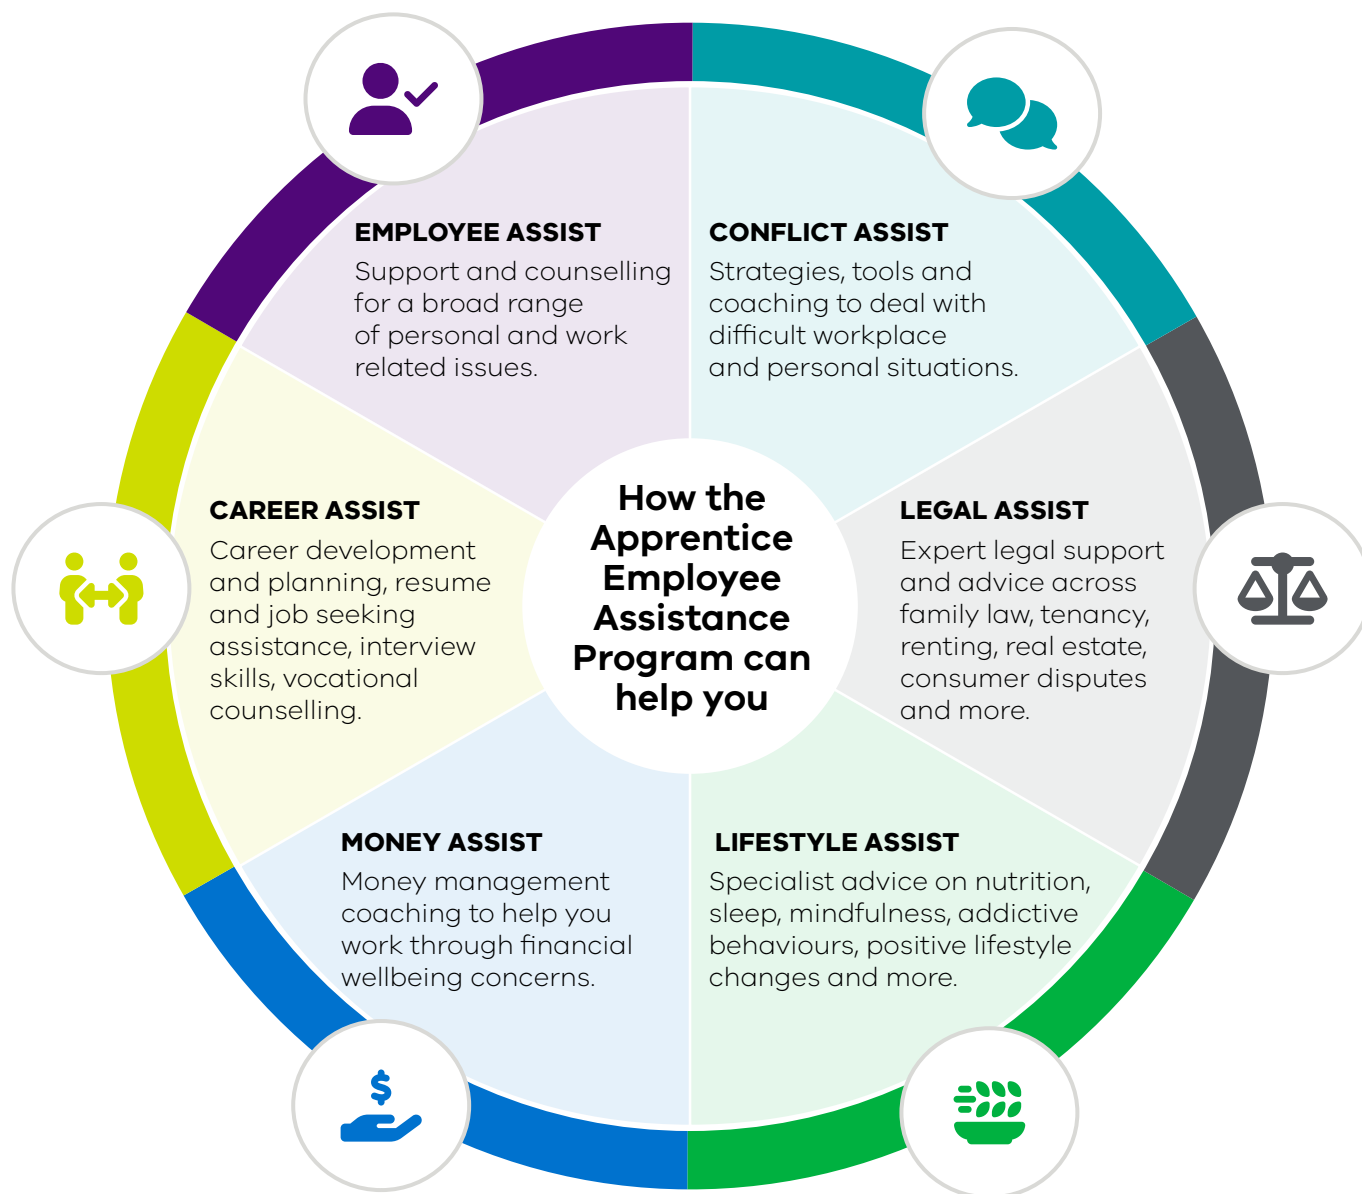 EMPLOYEE ASSIST
Support and counselling
for a broad range
of personal and work
related issues.
CONFLICT ASSIST
Strategies, tools and
coaching to deal with
difficult workplace
and personal situations.
CAREER ASSIST
Career development
and planning, resume
and job seeking
assistance, interview
skills, vocational
counselling.
How the
Apprentice
Employee
Assistance
Program can
help you
LEGAL ASSIST
Expert legal support
and advice across
family law, tenancy,
renting, real estate,
consumer disputes
and more.
MONEY ASSIST
Money management
coaching to help you
work through financial
wellbeing concerns.
LIFESTYLE ASSIST
Specialist advice on nutrition,
sleep, mindfulness, addictive
behaviours, positive lifestyle
changes and more.
$